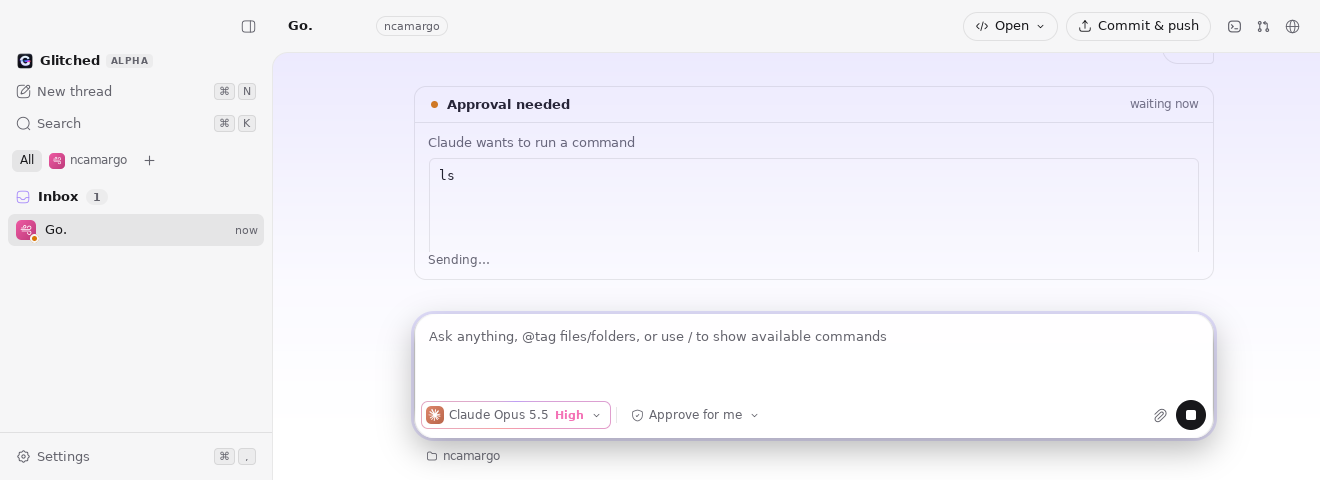 Go.
ncamargo
Open
Commit & push
Glitched ALPHA
New thread ⌘ N
Search ⌘ K
All ncamargo +
Inbox 1
Go. now
Approval needed waiting now
Claude wants to run a command
ls
Sending...
Ask anything, @tag files/folders, or use / to show available commands
Claude Opus 5.5 High
Approve for me
ncamargo
Settings ⌘ .